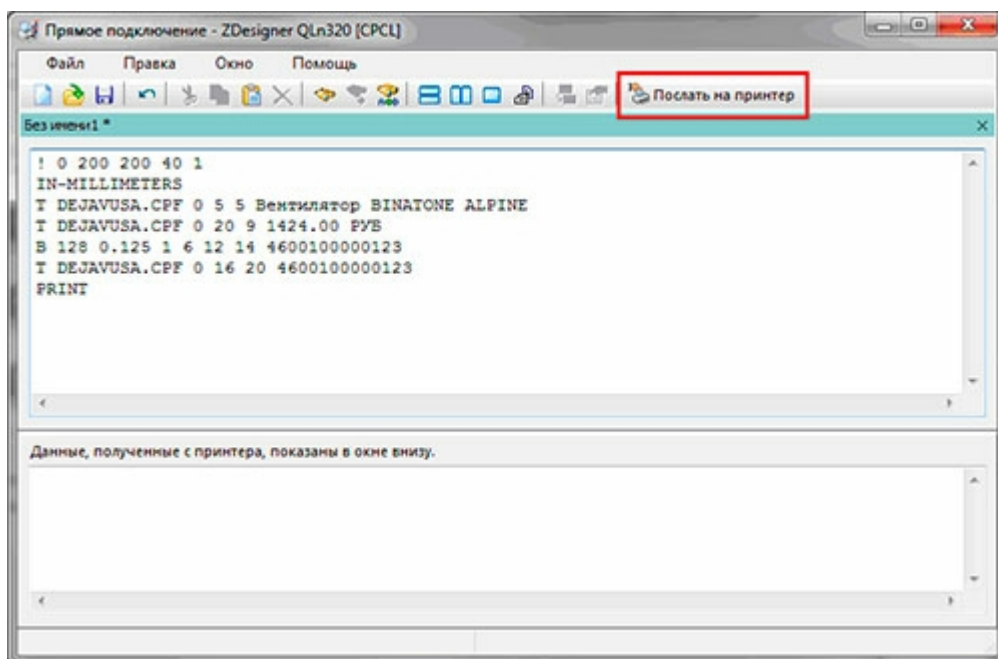 Прямое подключение - ZDesigner QLn320 [CPCL]
Файл Правка Окно Помощь
Послать на принтер
Без имени1 *
! 0 200 200 40 1
IN-MILLIMETERS
T DEJAVUSA.CPF 0 5 5 Вентилятор BINATONE ALPINE
T DEJAVUSA.CPF 0 20 9 1424.00 РУБ
B 128 0.125 1 6 12 14 4600100000123
T DEJAVUSA.CPF 0 16 20 4600100000123
PRINT
Данные, полученные с принтера, показаны в окне внизу.